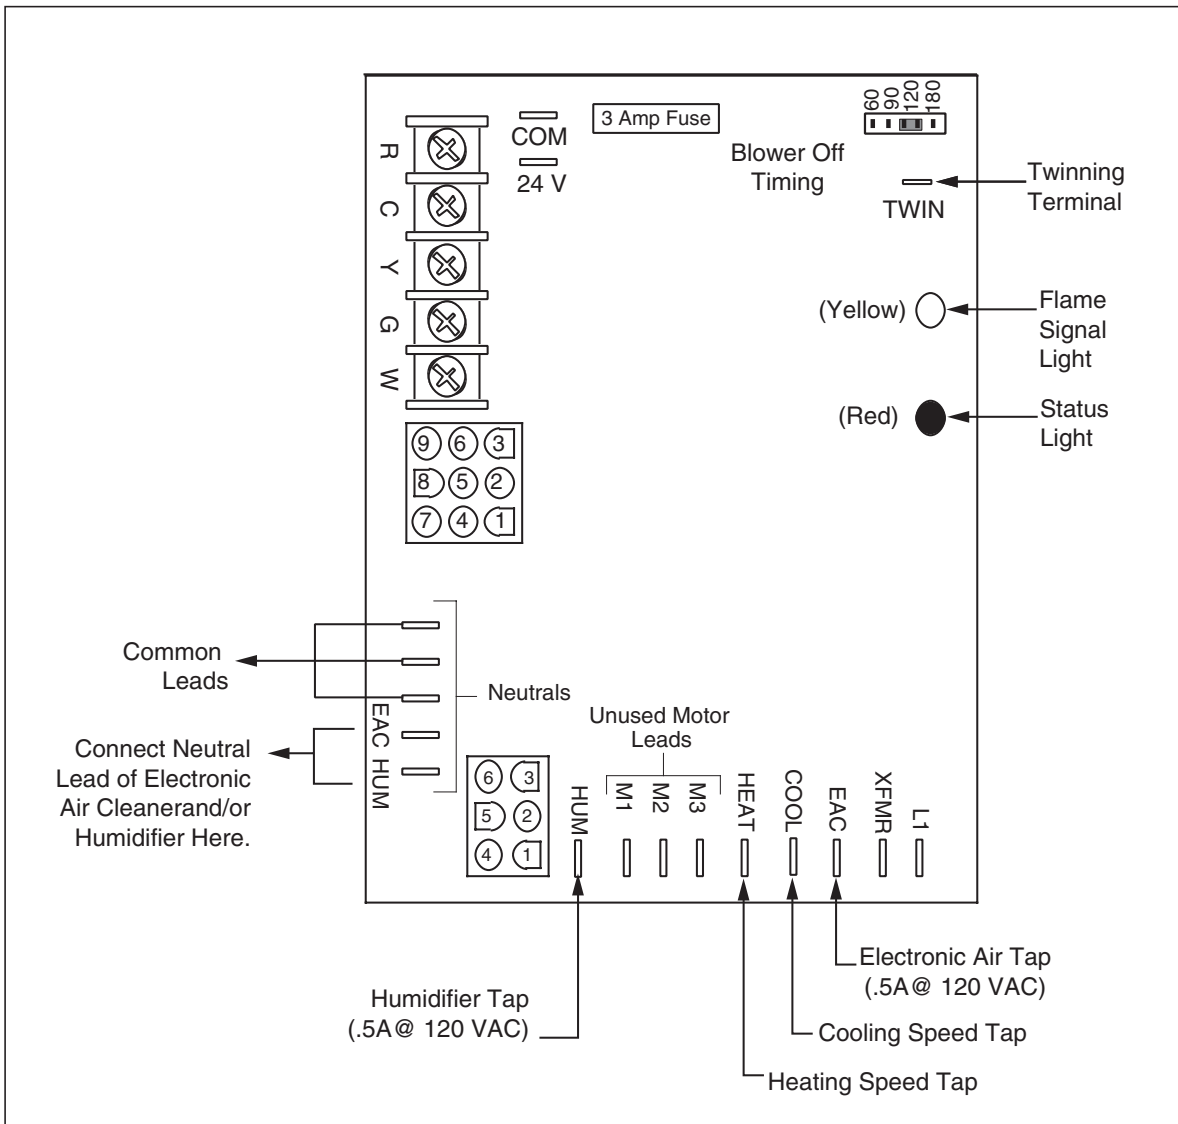 3 Amp Fuse
60
90
120
180
COM
24 V
Blower Off
Timing
TWIN
Twinning
Terminal
R
C
Y
G
W
(Yellow)
Flame
Signal
Light
(Red)
Status
Light
9 6 3
8 5 2
7 4 1
Common
Leads
Neutrals
EAC
HUM
Connect Neutral
Lead of Electronic
Air Cleanerand/or
Humidifier Here.
Unused Motor
Leads
6 3
5 2
4 1
HUM
M1
M2
M3
HEAT
COOL
EAC
XFMR
L1
Electronic Air Tap
(.5A@ 120 VAC)
Humidifier Tap
(.5A@ 120 VAC)
Cooling Speed Tap
Heating Speed Tap